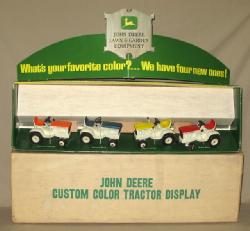 JOHN DEERE
LAWN & GARDEN
EQUIPMENT
What's your favorite color?... We have four new ones!
JOHN DEERE
CUSTOM COLOR TRACTOR DISPLAY